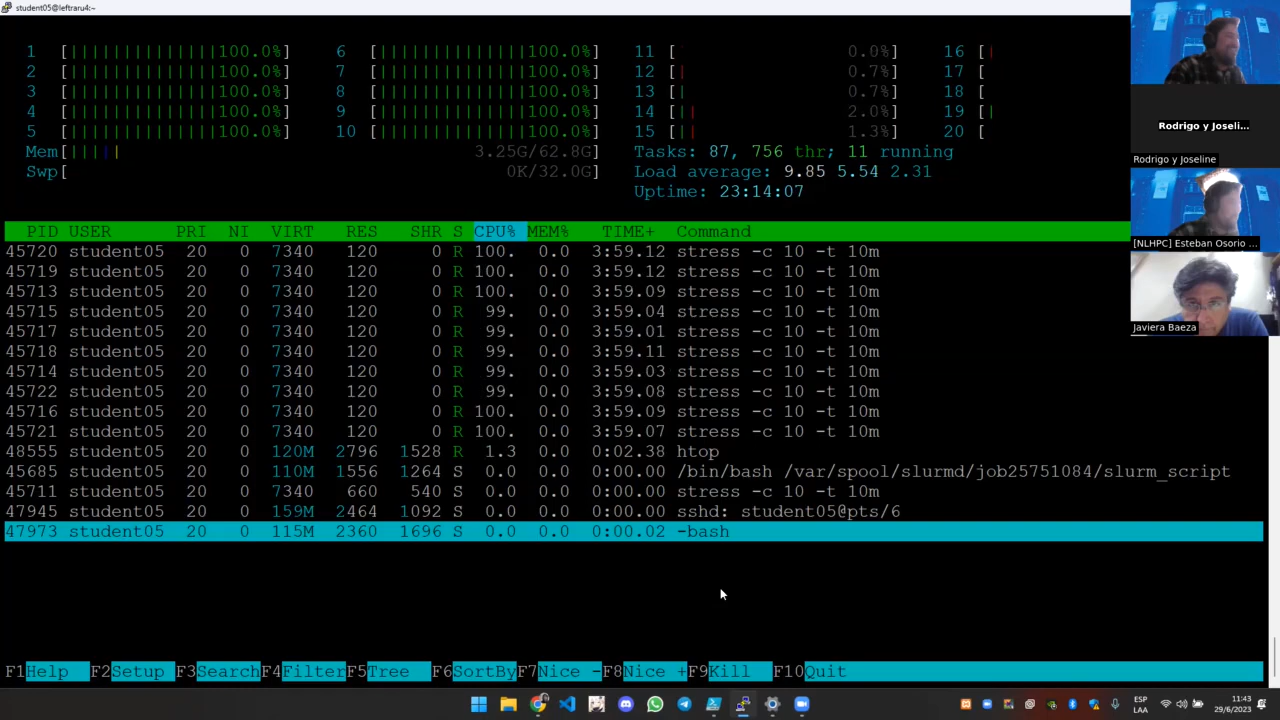 student05@leftraru4:~
1 [||||||||||||||100.0%] 6 [||||||||||||||100.0%] 11 [ 0.0%] 16 [|
2 [||||||||||||||100.0%] 7 [||||||||||||||100.0%] 12 [| 0.7%] 17 [
3 [||||||||||||||100.0%] 8 [||||||||||||||100.0%] 13 [| 0.7%] 18 [
4 [||||||||||||||100.0%] 9 [||||||||||||||100.0%] 14 [|| 2.0%] 19 [|
5 [||||||||||||||100.0%] 10 [||||||||||||||100.0%] 15 [|| 1.3%] 20 [
Mem[||||| 3.25G/62.8G] Tasks: 87, 756 thr; 11 running
Swp[ 0K/32.0G] Load average: 9.85 5.54 2.31
Uptime: 23:14:07
PID USER PRI NI VIRT RES SHR S CPU% MEM% TIME+ Command
45720 student05 20 0 7340 120 0 R 100. 0.0 3:59.12 stress -c 10 -t 10m
45719 student05 20 0 7340 120 0 R 100. 0.0 3:59.12 stress -c 10 -t 10m
45713 student05 20 0 7340 120 0 R 100. 0.0 3:59.09 stress -c 10 -t 10m
45715 student05 20 0 7340 120 0 R 99. 0.0 3:59.04 stress -c 10 -t 10m
45717 student05 20 0 7340 120 0 R 99. 0.0 3:59.01 stress -c 10 -t 10m
45718 student05 20 0 7340 120 0 R 99. 0.0 3:59.11 stress -c 10 -t 10m
45714 student05 20 0 7340 120 0 R 99. 0.0 3:59.03 stress -c 10 -t 10m
45722 student05 20 0 7340 120 0 R 99. 0.0 3:59.08 stress -c 10 -t 10m
45716 student05 20 0 7340 120 0 R 100. 0.0 3:59.09 stress -c 10 -t 10m
45721 student05 20 0 7340 120 0 R 100. 0.0 3:59.07 stress -c 10 -t 10m
48555 student05 20 0 120M 2796 1528 R 1.3 0.0 0:02.38 htop
45685 student05 20 0 110M 1556 1264 S 0.0 0.0 0:00.00 /bin/bash /var/spool/slurmd/job25751084/slurm_script
45711 student05 20 0 7340 660 540 S 0.0 0.0 0:00.00 stress -c 10 -t 10m
47945 student05 20 0 159M 2464 1092 S 0.0 0.0 0:00.00 sshd: student05@pts/6
47973 student05 20 0 115M 2360 1696 S 0.0 0.0 0:00.02 -bash
F1Help F2Setup F3Search F4Filter F5Tree F6SortBy F7Nice - F8Nice + F9Kill F10Quit
Rodrigo y Joseli...
Rodrigo y Joseline
[NLHPC] Esteban Osorio ...
Javiera Baeza
ESP
LAA
11:43
29/6/2023